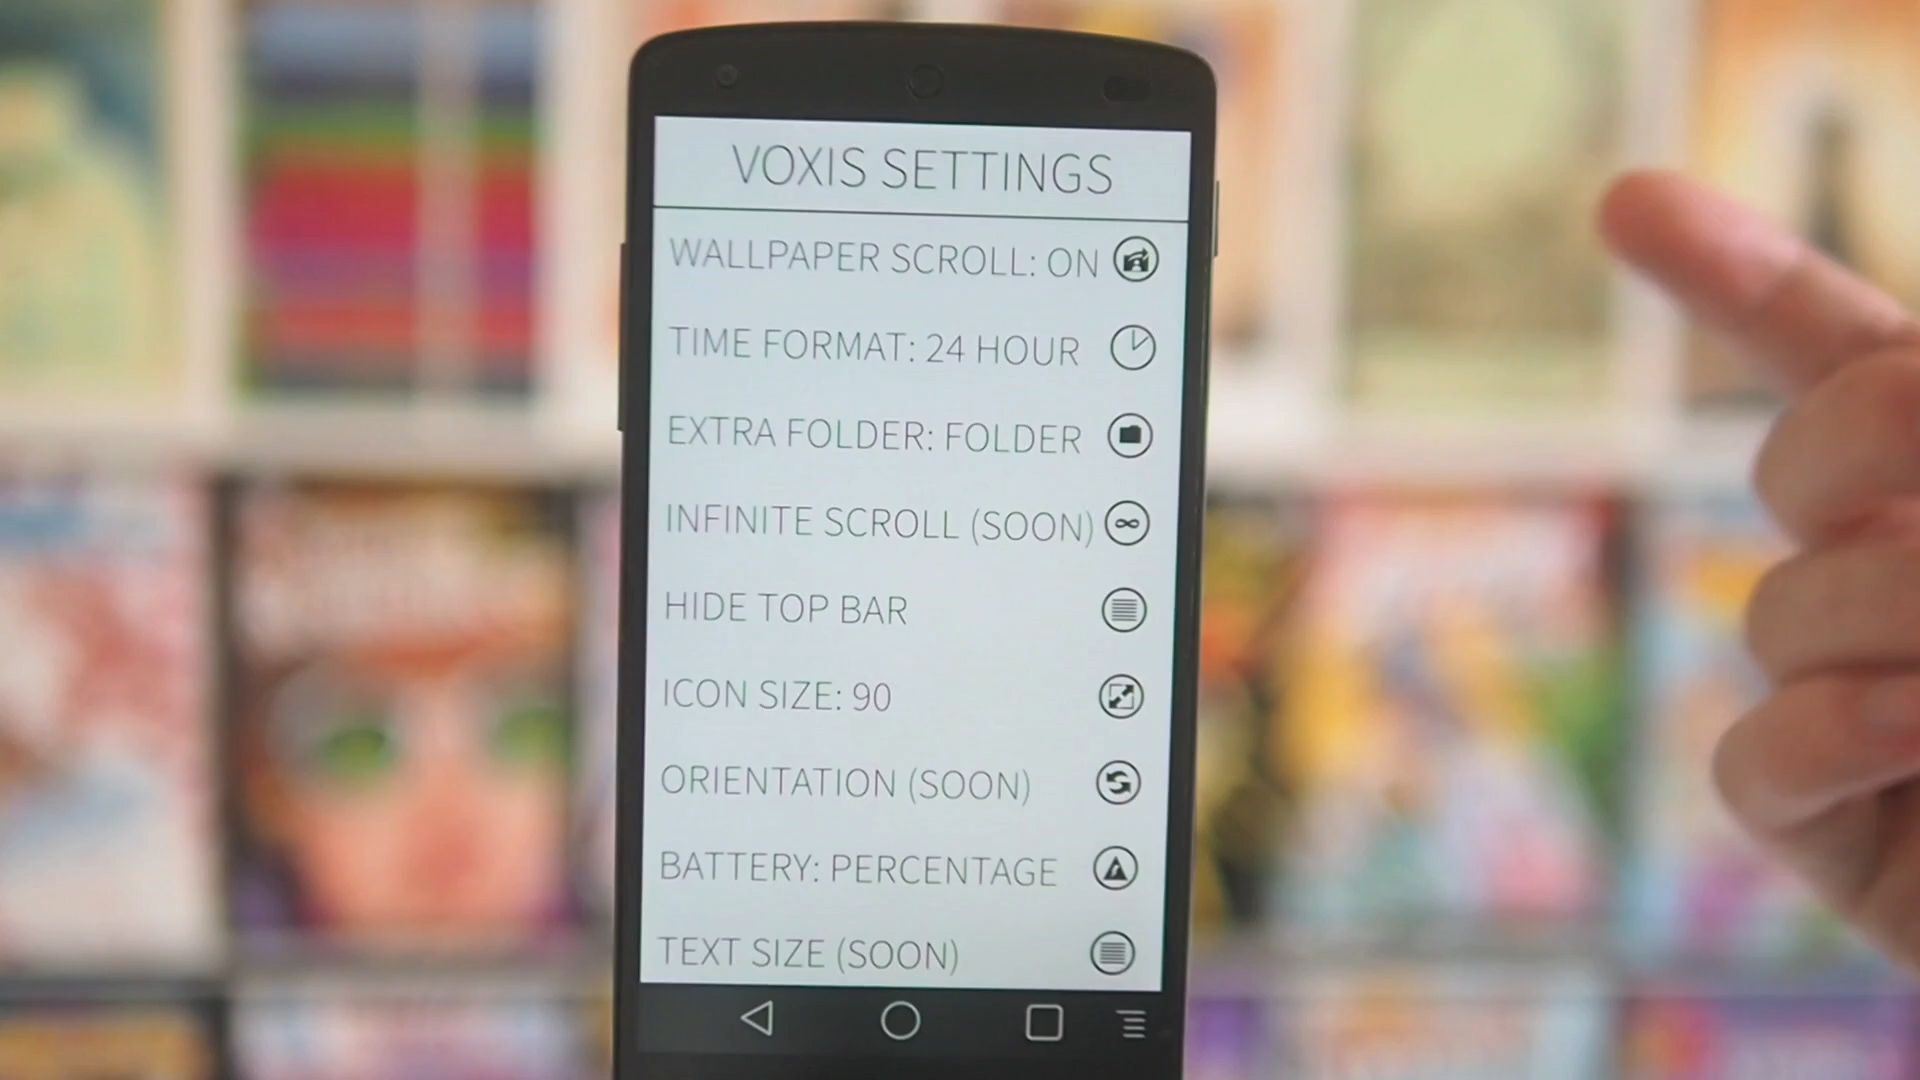 VOXIS SETTINGS
WALLPAPER SCROLL: ON
TIME FORMAT: 24 HOUR
EXTRA FOLDER: FOLDER
INFINITE SCROLL (SOON)
HIDE TOP BAR
ICON SIZE: 90
ORIENTATION (SOON)
BATTERY: PERCENTAGE
TEXT SIZE (SOON)